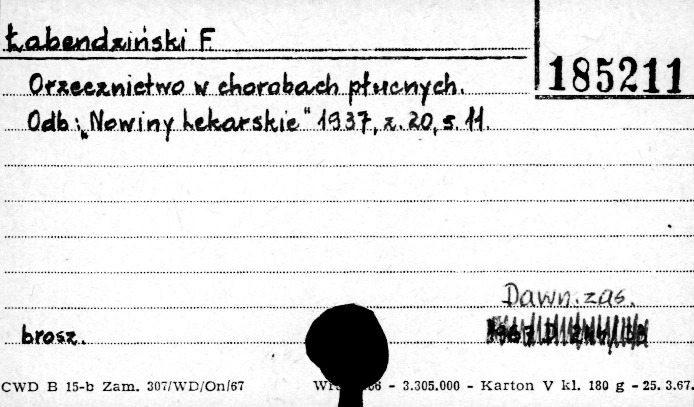 Łabendziński F.
185211
Orzecznictwo w chorobach płucnych.
Odb: „Nowiny Lekarskie" 1937, z. 20, s. 11.
Dawn. zas.
brosz.
CWD B 15-b Zam. 307/WD/On/67 - 3.305.000 - Karton V kl. 180 g - 25. 3.67.